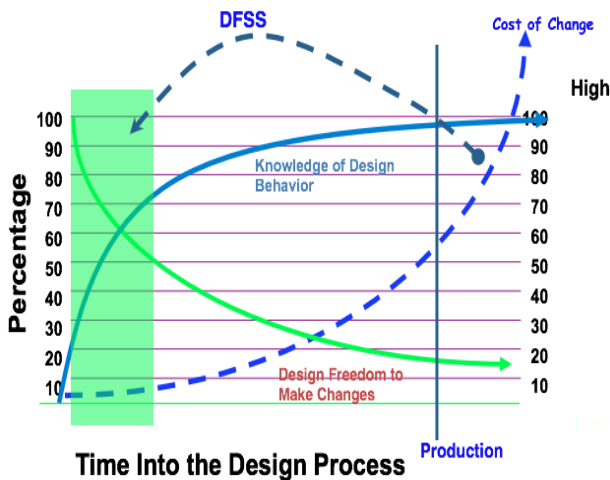 DFSS
Cost of Change
High
100 100
90 90
80 80
70 70
60 60
50 50
40 40
30 30
20 20
10 10
Percentage
Knowledge of Design
Behavior
Design Freedom to
Make Changes
Production
Time Into the Design Process